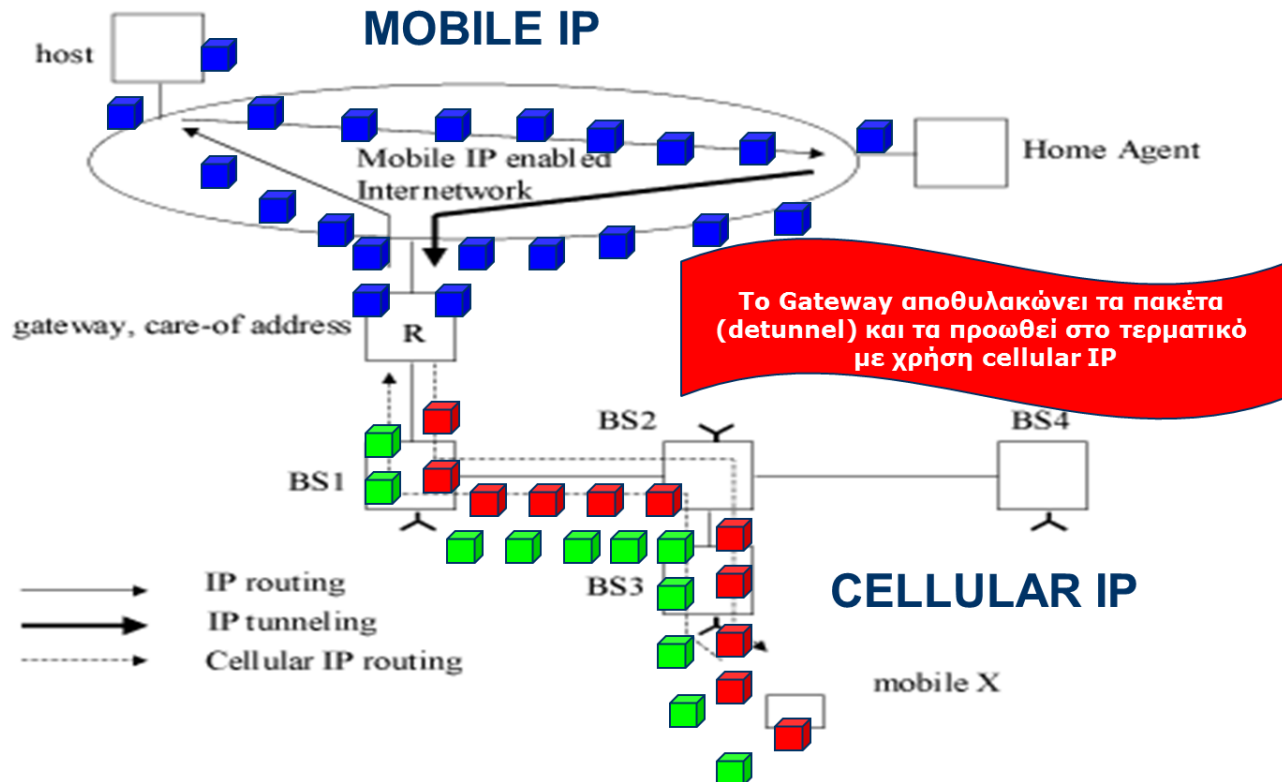 MOBILE IP
host
Mobile IP enabled
Internetwork
Home Agent
Το Gateway αποθυλακώνει τα πακέτα
(detunnel) και τα προωθεί στο τερματικό
με χρήση cellular IP
gateway, care-of address
R
BS2
BS4
BS1
BS3
CELLULAR IP
IP routing
IP tunneling
Cellular IP routing
mobile X